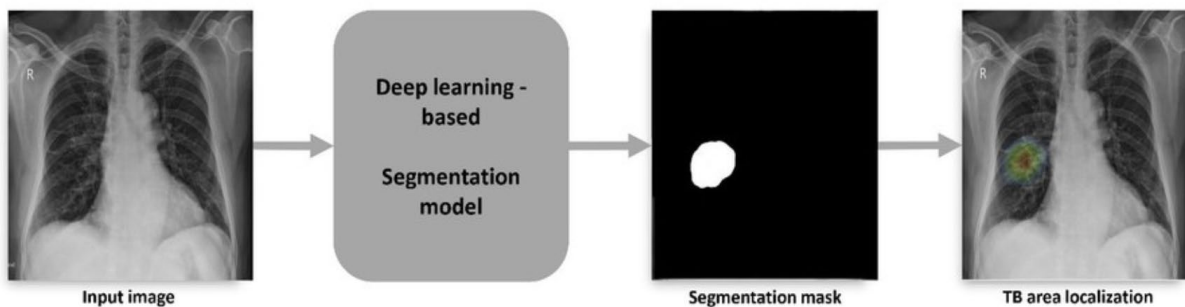 R
Deep learning -
based
Segmentation
model
R
Input image
Segmentation mask
TB area localization